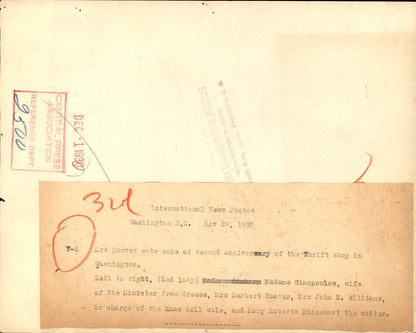 CENTRAL PRESS
ASSOCIATION
REFERENCE DEPT.
9500
DEC - 1 1930
3 cl
International News Photos
Washington D.C. Nov 28, 1930
Mrs Hoover cuts cake at second anniversary of the Thrift shop in
Washington.
Left to right, (2nd lady) Madame Simopoulos, wife
of the Minister from Greece, Mrs Herbert Hoover, Mrs John R. Williams,
in charge of the Xmas doll sale, and Mary Roberts Rhinehart the writer.